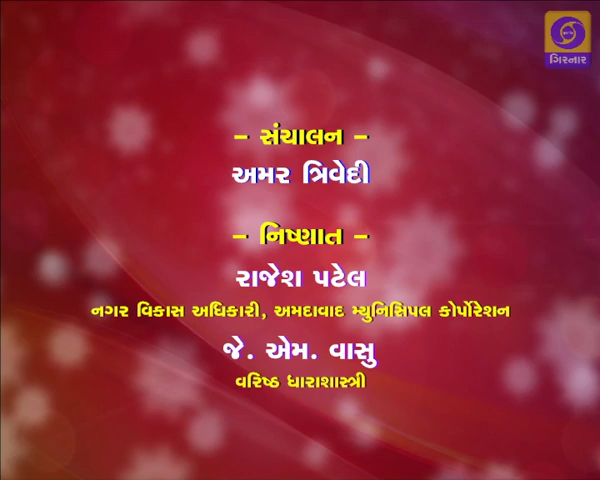 ગિરનાર
– સંચાલન –
અમર ત્રિવેદી
– નિષ્ણાત –
રાજેશ પટેલ
નગર વિકાસ અધિકારી, અમદાવાદ મ્યુનિસિપલ કોર્પોરેશન
જે. એમ. વાસુ
વરિષ્ઠ ધારાશાસ્ત્રી